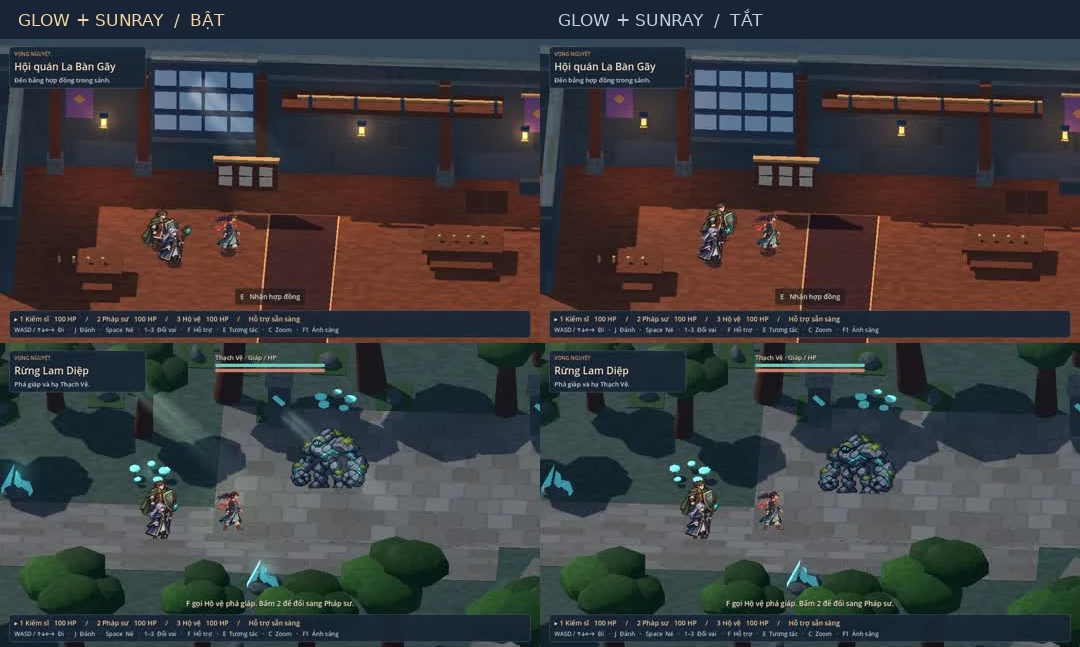 GLOW + SUNRAY / BẬT
GLOW + SUNRAY / TẮT
VỌNG NGUYỆT
Hội quán La Bàn Gãy
Đến bảng hợp đồng trong sảnh.
E Nhận hợp đồng
▸ 1 Kiếm sĩ 100 HP / 2 Pháp sư 100 HP / 3 Hộ vệ 100 HP / Hỗ trợ sẵn sàng
WASD / ↑↓←→ Đi · J Đánh · Space Né · 1–3 Đổi vai · F Hỗ trợ · E Tương tác · C Zoom · F1 Ánh sáng
VỌNG NGUYỆT
Hội quán La Bàn Gãy
Đến bảng hợp đồng trong sảnh.
E Nhận hợp đồng
▸ 1 Kiếm sĩ 100 HP / 2 Pháp sư 100 HP / 3 Hộ vệ 100 HP / Hỗ trợ sẵn sàng
WASD / ↑↓←→ Đi · J Đánh · Space Né · 1–3 Đổi vai · F Hỗ trợ · E Tương tác · C Zoom · F1 Ánh sáng
VỌNG NGUYỆT
Rừng Lam Diệp
Phá giáp và hạ Thạch Vệ.
Thạch Vệ · Giáp / HP
F gọi Hộ vệ phá giáp. Bấm 2 để đổi sang Pháp sư.
▸ 1 Kiếm sĩ 100 HP / 2 Pháp sư 100 HP / 3 Hộ vệ 100 HP / Hỗ trợ sẵn sàng
WASD / ↑↓←→ Đi · J Đánh · Space Né · 1–3 Đổi vai · F Hỗ trợ · E Tương tác · C Zoom · F1 Ánh sáng
VỌNG NGUYỆT
Rừng Lam Diệp
Phá giáp và hạ Thạch Vệ.
Thạch Vệ · Giáp / HP
F gọi Hộ vệ phá giáp. Bấm 2 để đổi sang Pháp sư.
▸ 1 Kiếm sĩ 100 HP / 2 Pháp sư 100 HP / 3 Hộ vệ 100 HP / Hỗ trợ sẵn sàng
WASD / ↑↓←→ Đi · J Đánh · Space Né · 1–3 Đổi vai · F Hỗ trợ · E Tương tác · C Zoom · F1 Ánh sáng